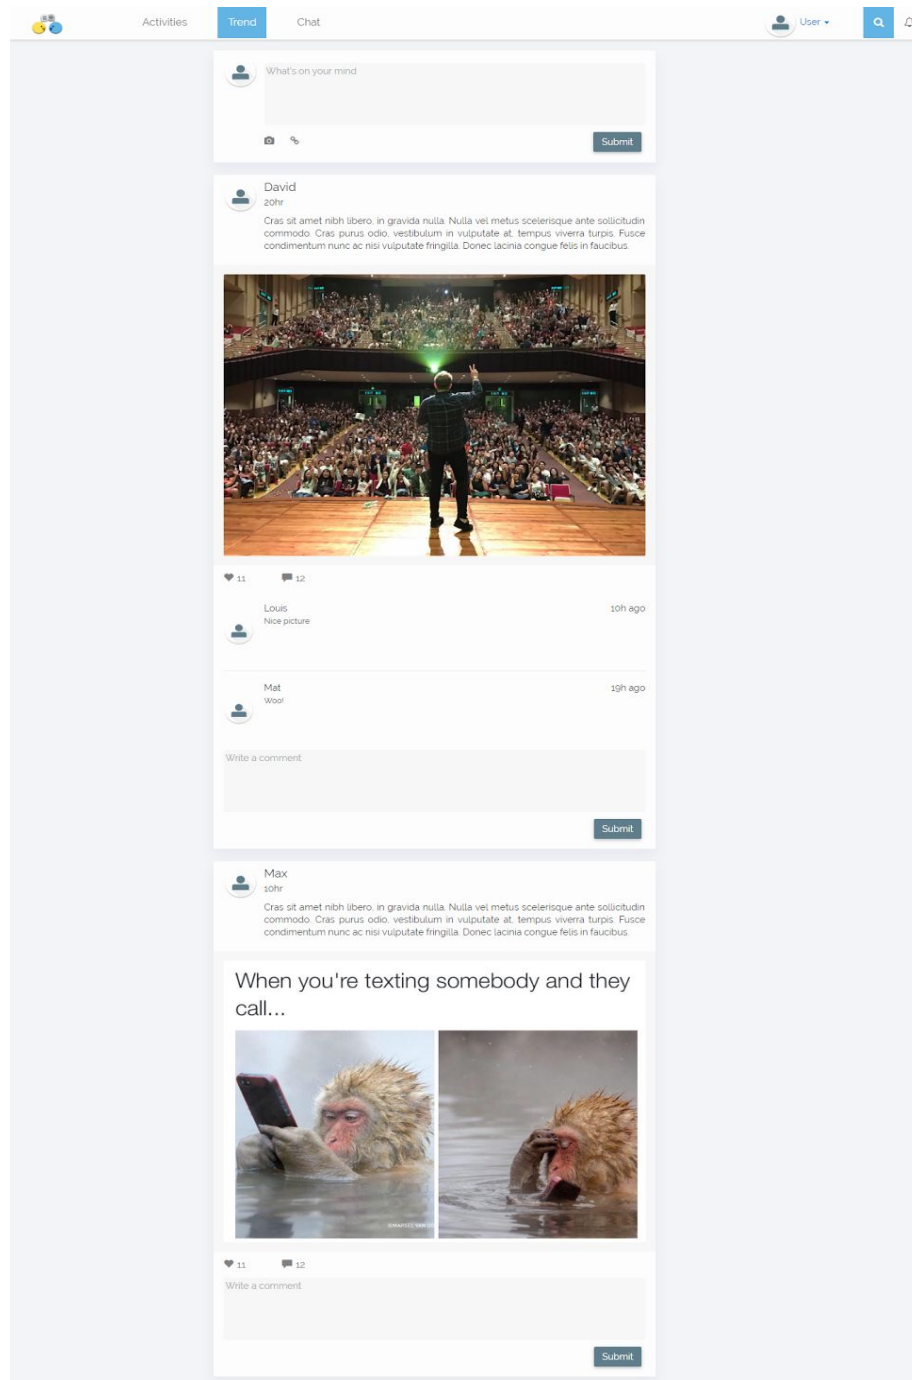 Activities
Trend
Chat
User
What's on your mind
Submit
David
20hr
Cras sit amet nibh libero, in gravida nulla. Nulla vel metus scelerisque ante sollicitudin
commodo. Cras purus odio, vestibulum in vulputate at, tempus viverra turpis. Fusce
condimentum nunc ac nisi vulputate fringilla. Donec lacinia congue felis in faucibus.
11
12
Louis
10h ago
Nice picture
Mat
19h ago
Woo!
Write a comment
Submit
Max
10hr
Cras sit amet nibh libero, in gravida nulla. Nulla vel metus scelerisque ante sollicitudin
commodo. Cras purus odio, vestibulum in vulputate at, tempus viverra turpis. Fusce
condimentum nunc ac nisi vulputate fringilla. Donec lacinia congue felis in faucibus.
When you're texting somebody and they
call...
11
12
Write a comment
Submit